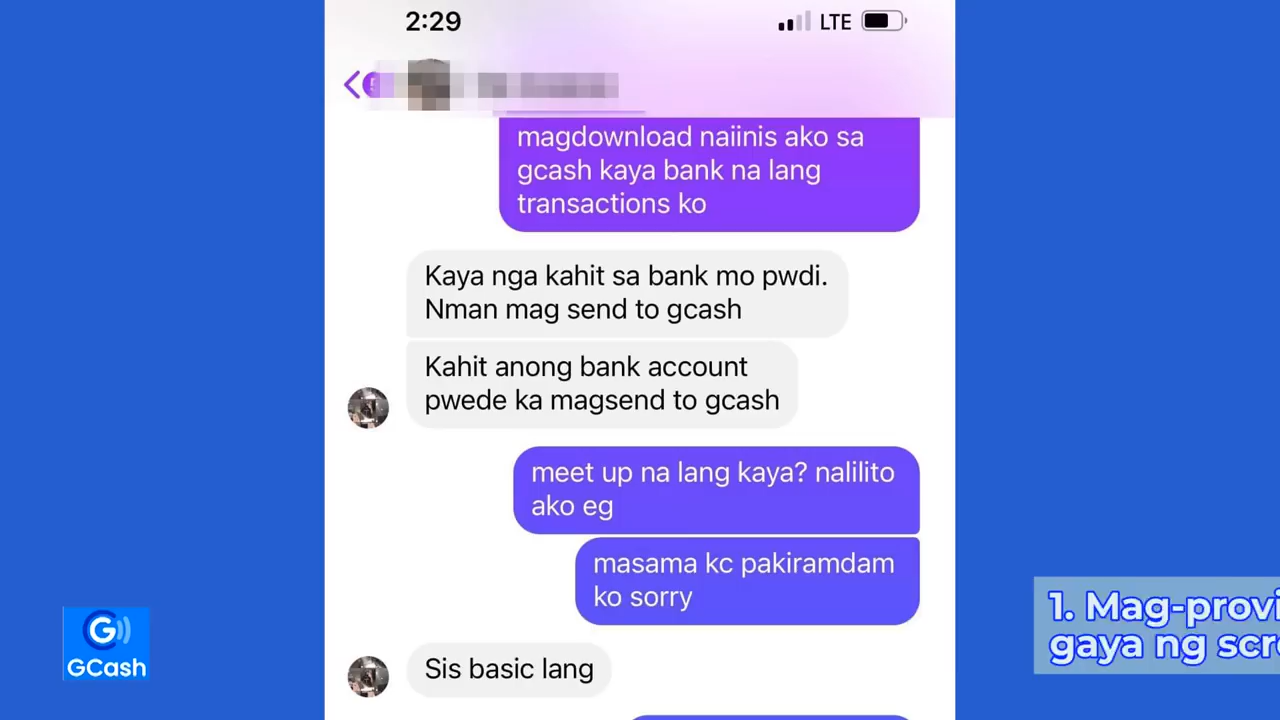 2:29
LTE
magdownload naiinis ako sa
gcash kaya bank na lang
transactions ko
Kaya nga kahit sa bank mo pwdi.
Nman mag send to gcash
Kahit anong bank account
pwede ka magsend to gcash
meet up na lang kaya? nalilito
ako eg
masama kc pakiramdam
ko sorry
Sis basic lang
G
GCash
1. Mag-provi
gaya ng scre